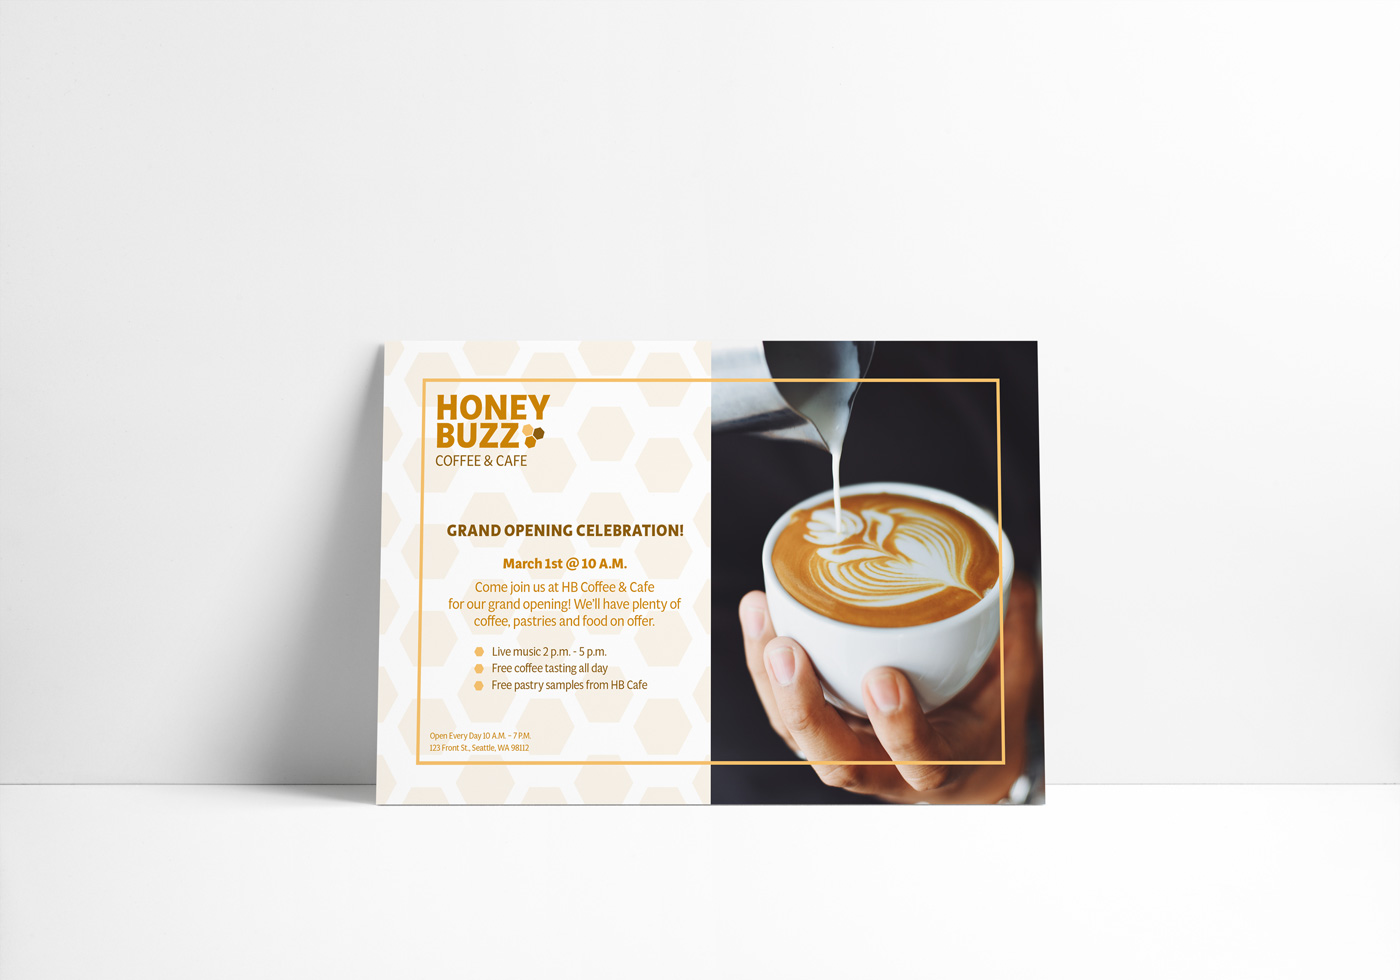 HONEY
BUZZ
COFFEE & CAFE
GRAND OPENING CELEBRATION!
March 1st @ 10 A.M.
Come join us at HB Coffee & Cafe
for our grand opening! We'll have plenty of
coffee, pastries and food on offer.
Live music 2 p.m. - 5 p.m.
Free coffee tasting all day
Free pastry samples from HB Cafe
Open Every Day 10 A.M. – 7 P.M.
123 Front St., Seattle, WA 98112